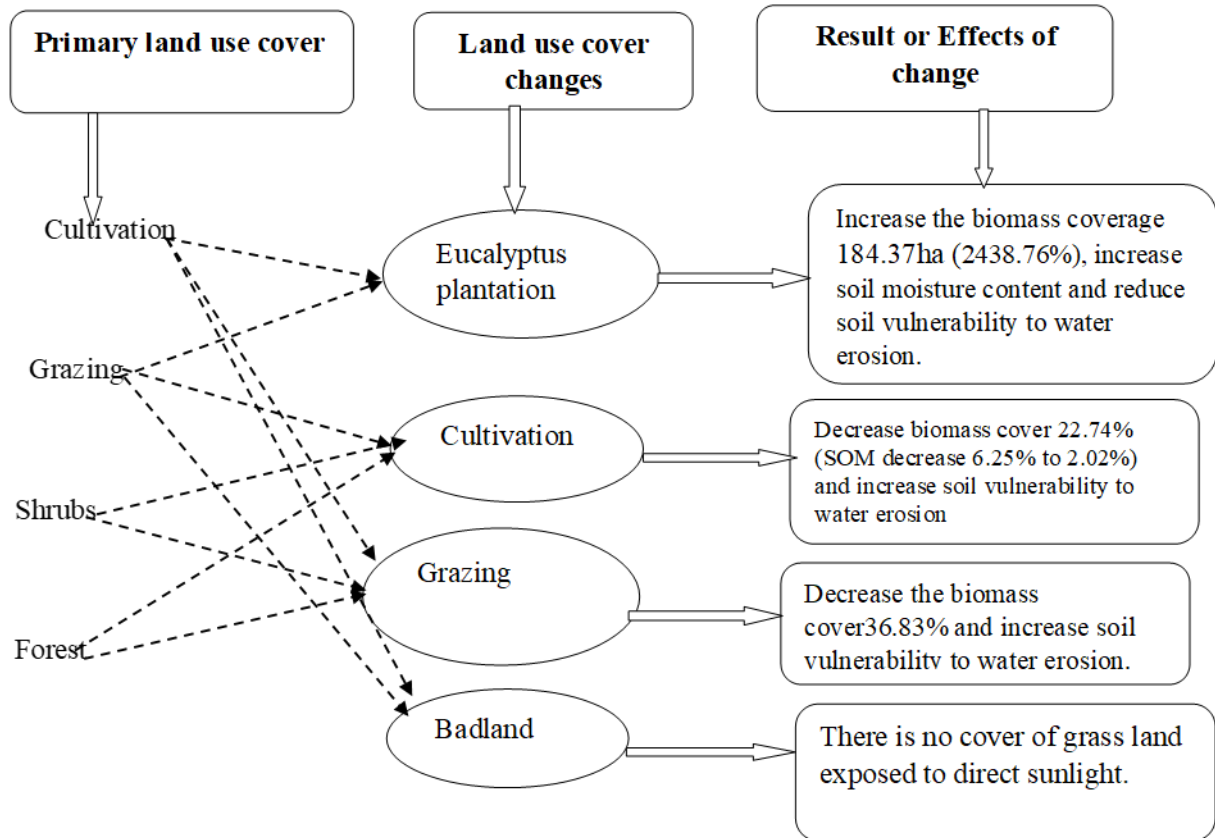 Primary land use cover
Land use cover
changes
Result or Effects of
change
Cultivation
Grazing
Shrubs
Forest
Eucalyptus
plantation
Cultivation
Grazing
Badland
Increase the biomass coverage
184.37ha (2438.76%), increase
soil moisture content and reduce
soil vulnerability to water
erosion.
Decrease biomass cover 22.74%
(SOM decrease 6.25% to 2.02%)
and increase soil vulnerability to
water erosion
Decrease the biomass
cover36.83% and increase soil
vulnerability to water erosion.
There is no cover of grass land
exposed to direct sunlight.